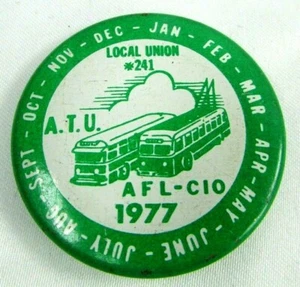 JAN - FEB - MAR - APR - MAY - JUNE - JULY - AUG - SEPT - OCT - NOV - DEC -
LOCAL UNION
*241
A.T.U.
AFL-CIO
1977